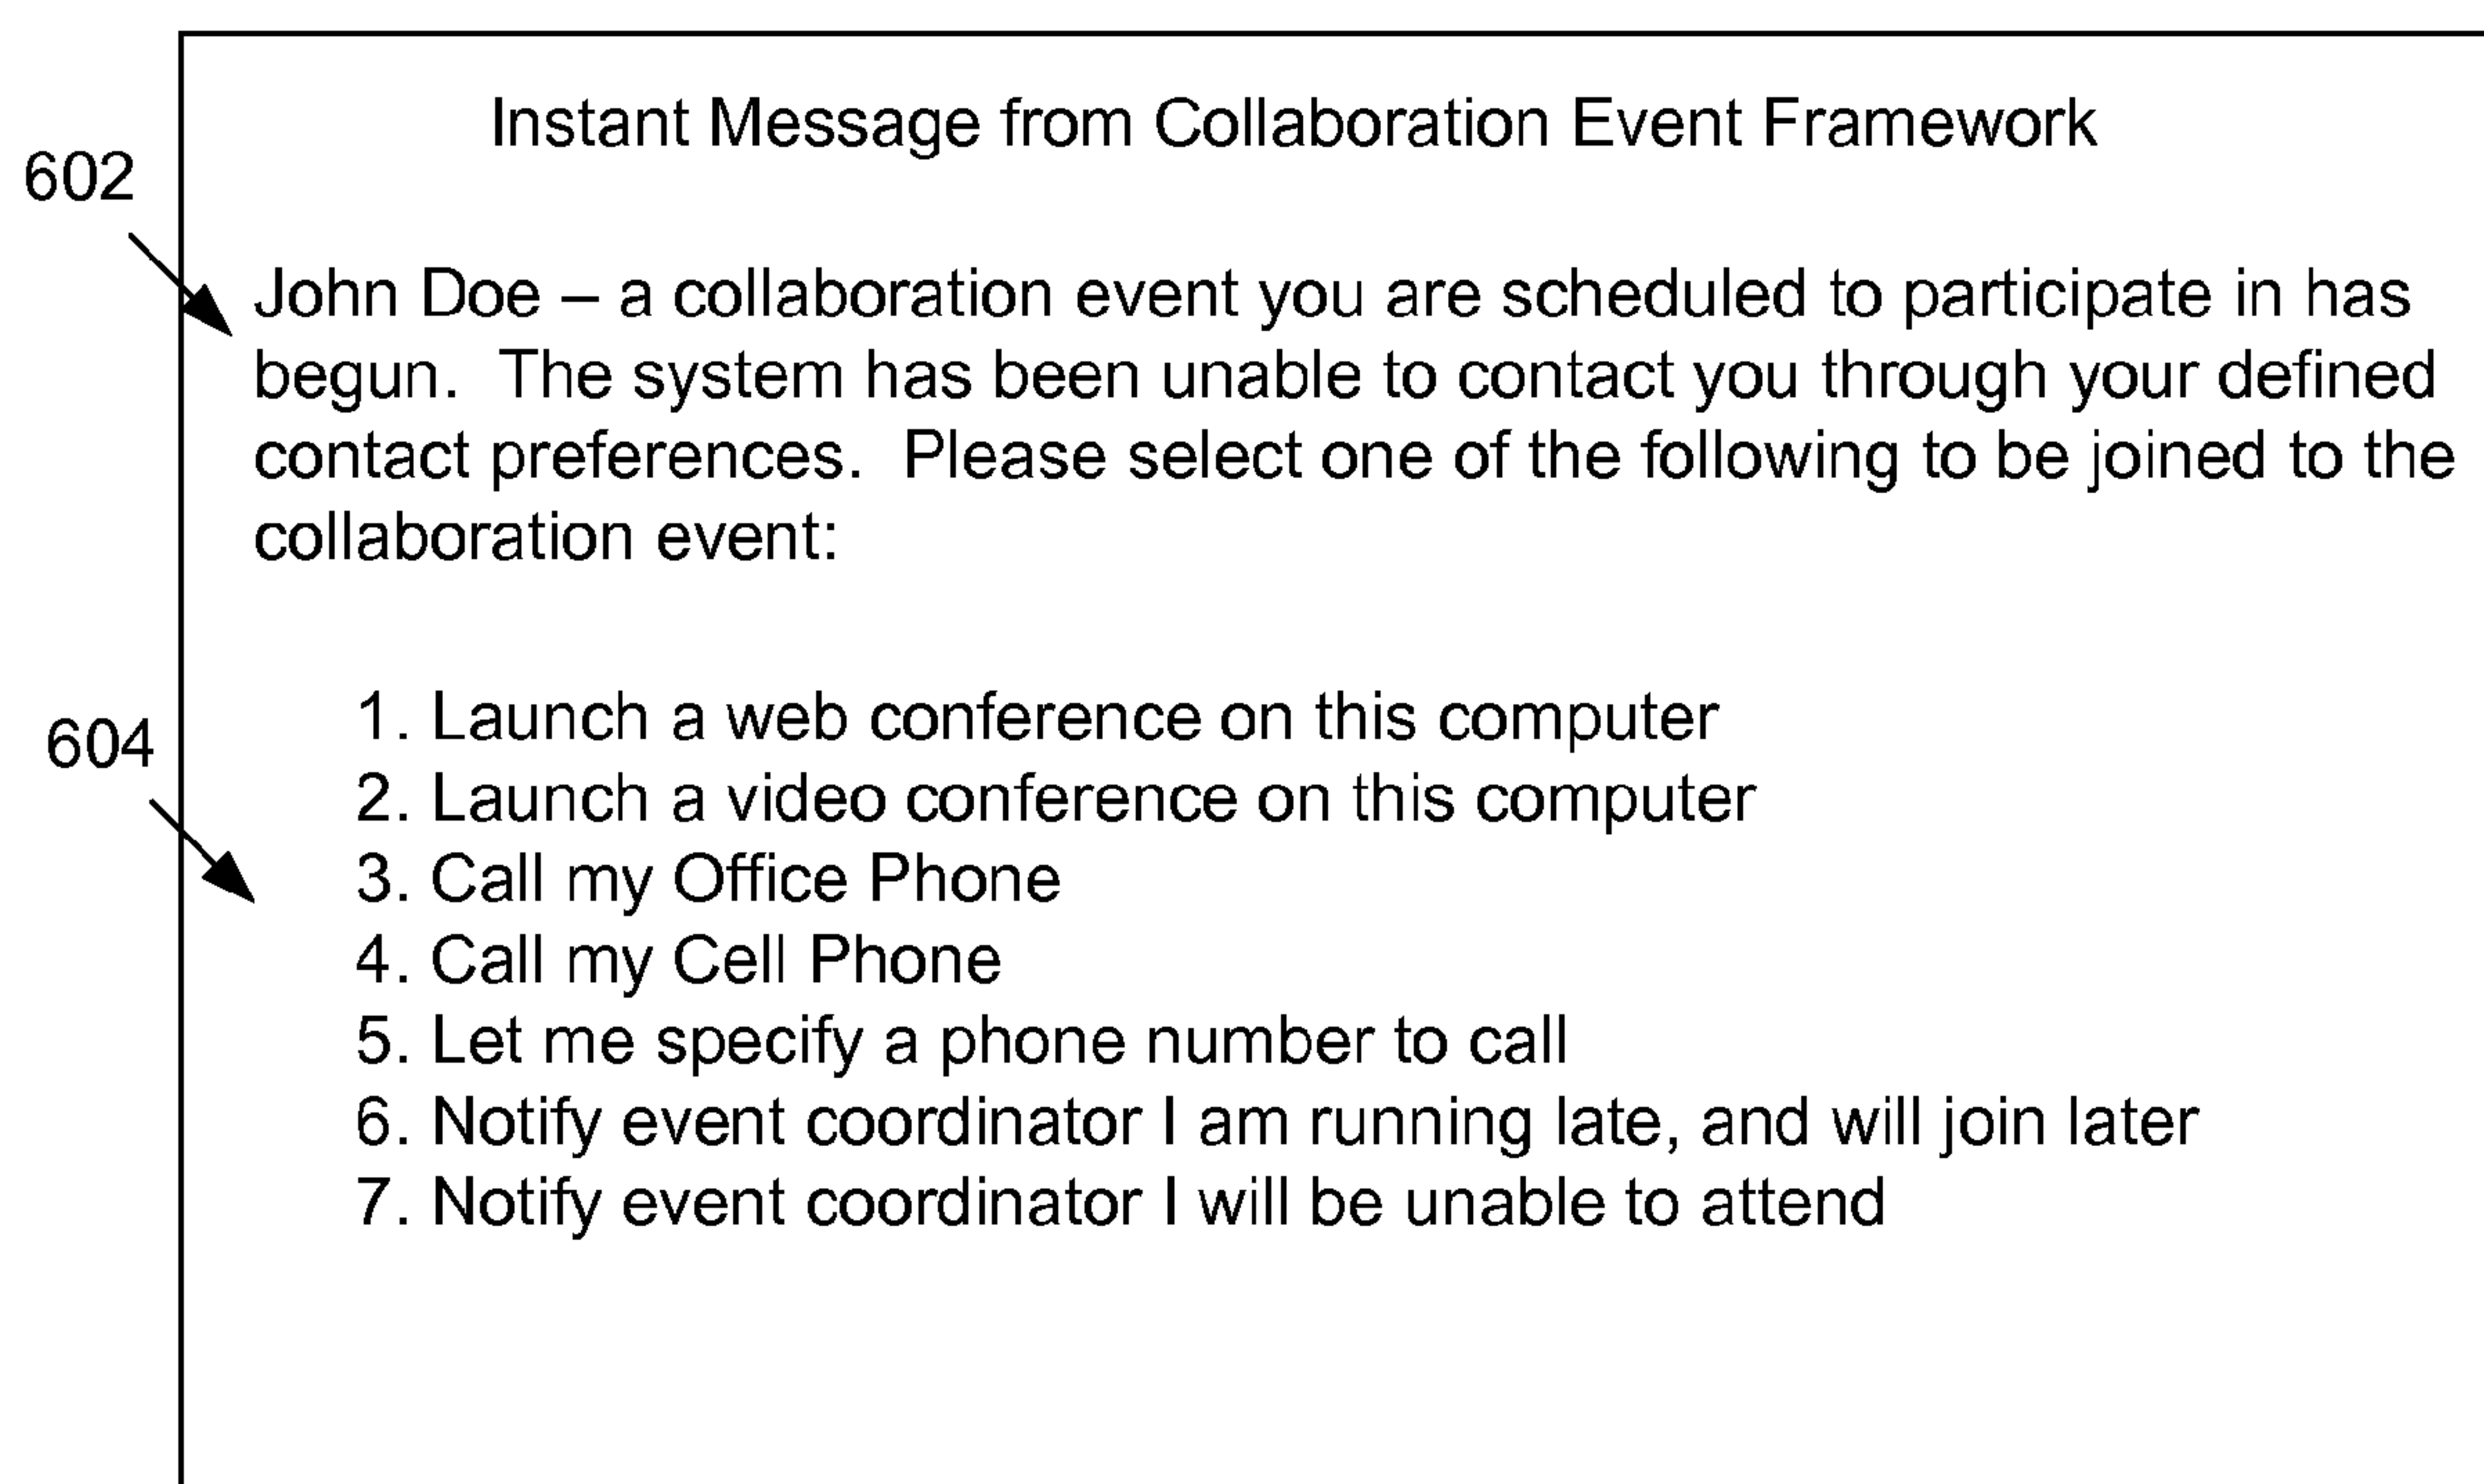 Instant Message from Collaboration Event Framework
602
John Doe – a collaboration event you are scheduled to participate in has
begun.  The system has been unable to contact you through your defined
contact preferences.  Please select one of the following to be joined to the
collaboration event:
604
1. Launch a web conference on this computer
2. Launch a video conference on this computer
3. Call my Office Phone
4. Call my Cell Phone
5. Let me specify a phone number to call
6. Notify event coordinator I am running late, and will join later
7. Notify event coordinator I will be unable to attend